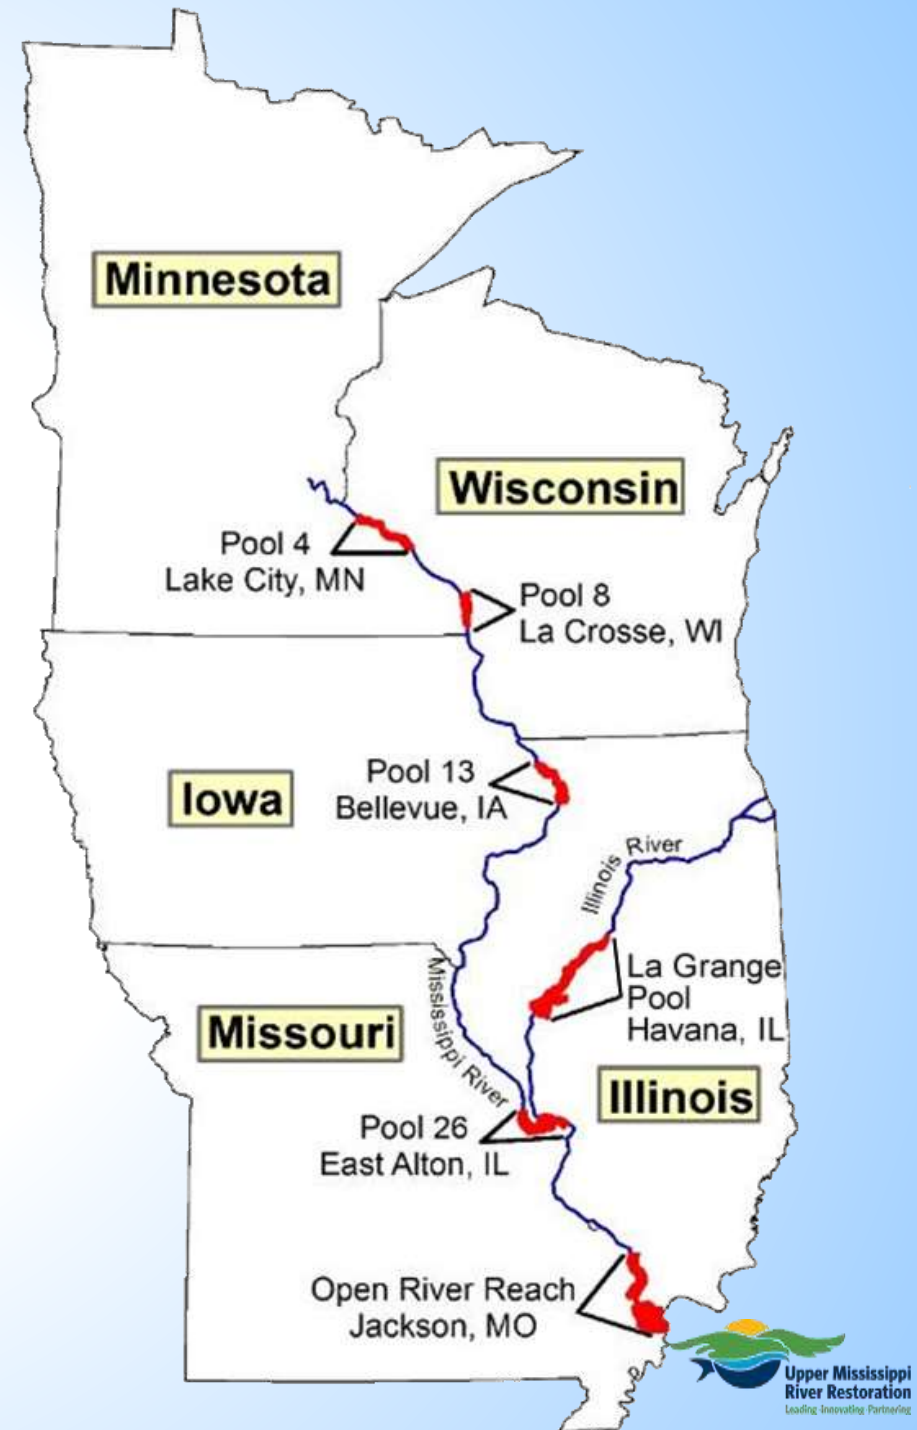 Minnesota
Wisconsin
Pool 4
Lake City, MN
Pool 8
La Crosse, WI
Pool 13
Bellevue, IA
Iowa
Illinois River
La Grange
Pool
Havana, IL
Mississippi River
Missouri
Illinois
Pool 26
East Alton, IL
Open River Reach
Jackson, MO
Upper Mississippi
River Restoration
Leading Innovating Partnering